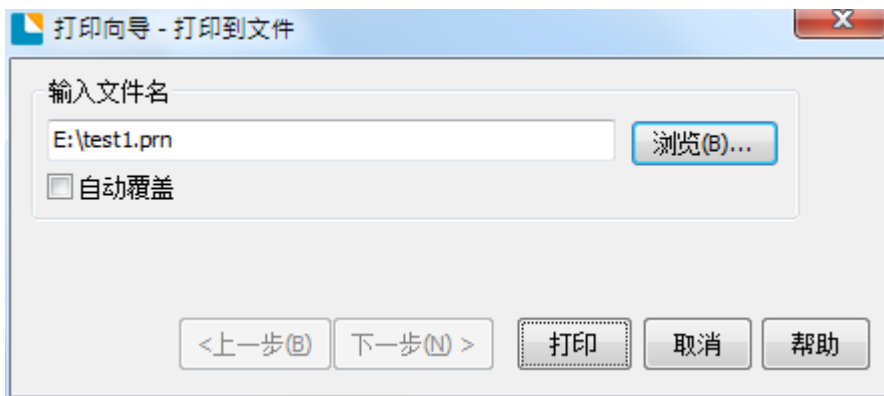 打印向导 - 打印到文件
输入文件名
E:\test1.prn
浏览(B)...
自动覆盖
<上一步(B) 下一步(N) > 打印 取消 帮助